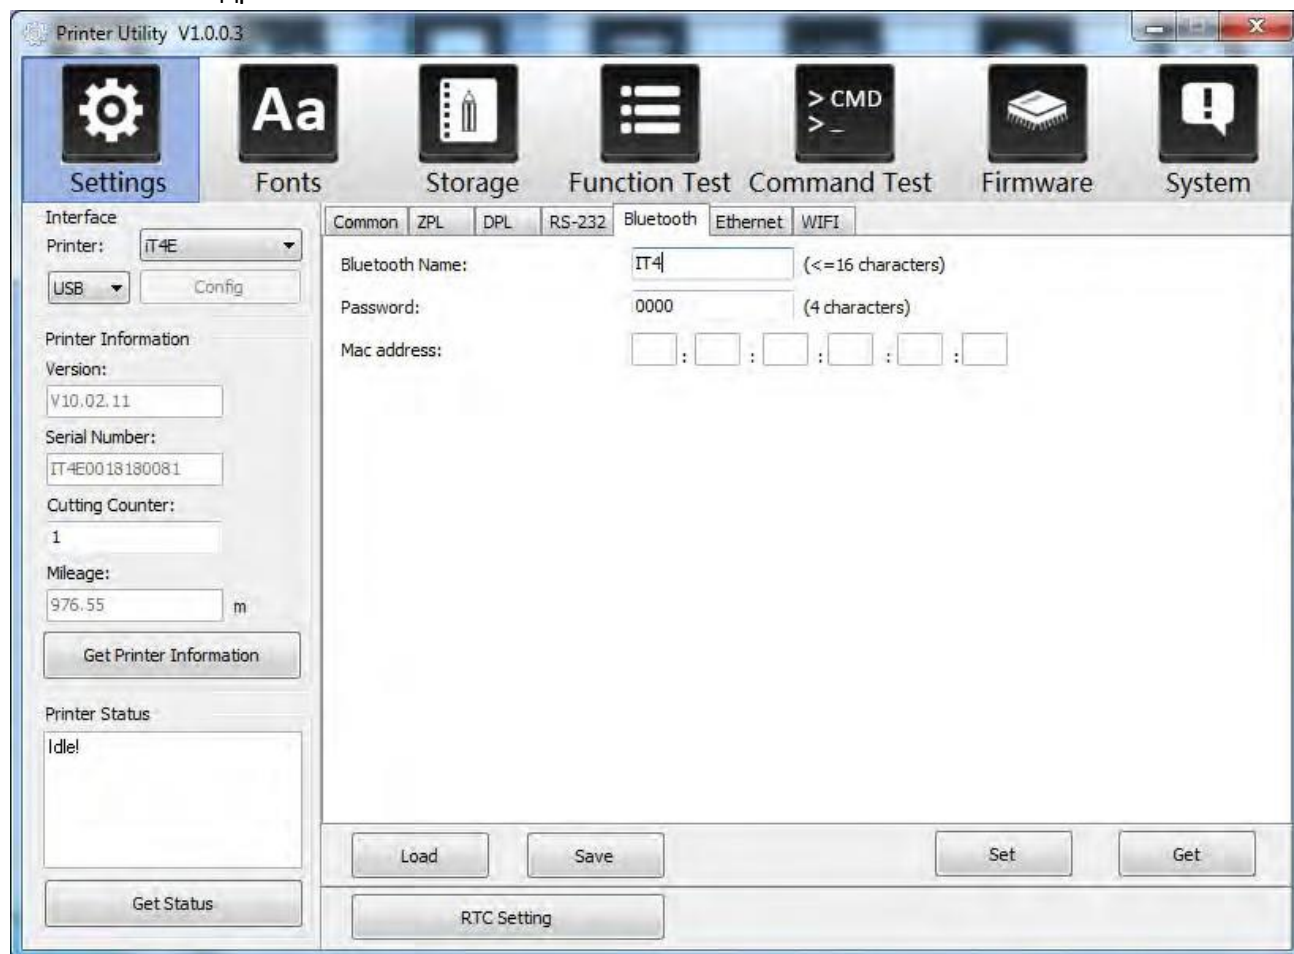 Printer Utility V1.0.0.3
Aa
> CMD
>_
Settings Fonts Storage Function Test Command Test Firmware System
Interface
Printer: iT4E
USB Config
Printer Information
Version:
V10.02.11
Serial Number:
IT4E0018180081
Cutting Counter:
1
Mileage:
976.55 m
Get Printer Information
Printer Status
Idle!
Get Status
Common ZPL DPL RS-232 Bluetooth Ethernet WIFI
Bluetooth Name: IT4 (<=16 characters)
Password: 0000 (4 characters)
Mac address: : : : : :
Load Save Set Get
RTC Setting